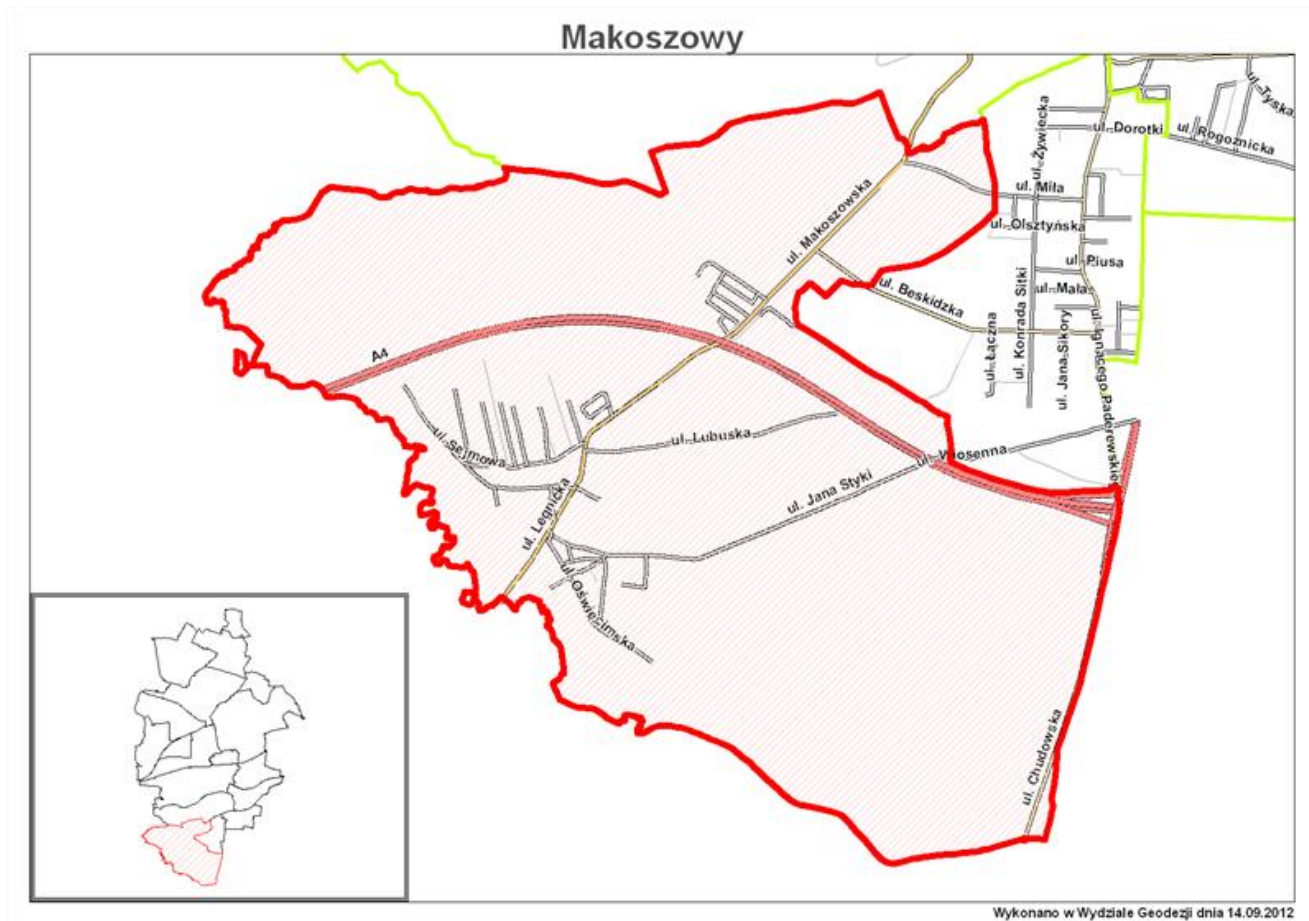 Makoszowy
ul. Tyska
ul. Żywiecka
ul. Dorotki
ul. Rogoznicka
ul. Miła
ul. Makoszowska
ul. Olsztyńska
ul. Piusa
ul. Beskidzka
ul. Mała
ul. Konrada Sitki
ul. Łączna
ul. Jana Sikory
ul. Ignacego Paderewskie
A4
ul. Sejmowa
ul. Lubuska
ul. Wiosenna
ul. Jana Styki
ul. Legnicka
ul. Oświęcimska
ul. Chudowska
Wykonano w Wydziale Geodezji dnia 14.09.2012